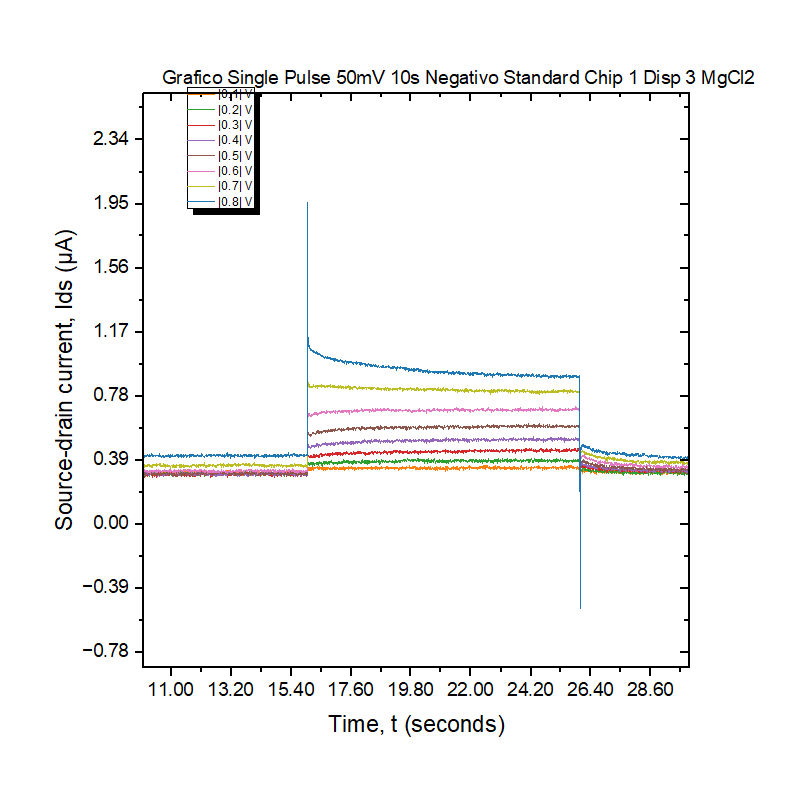 Grafico Single Pulse 50mV 10s Negativo Standard Chip 1 Disp 3 MgCl2
|0.1| V
|0.2| V
|0.3| V
|0.4| V
|0.5| V
|0.6| V
|0.7| V
|0.8| V
2.34
1.95
1.56
1.17
0.78
0.39
0.00
−0.39
−0.78
Source-drain current, Ids (μA)
11.00 13.20 15.40 17.60 19.80 22.00 24.20 26.40 28.60
Time, t (seconds)